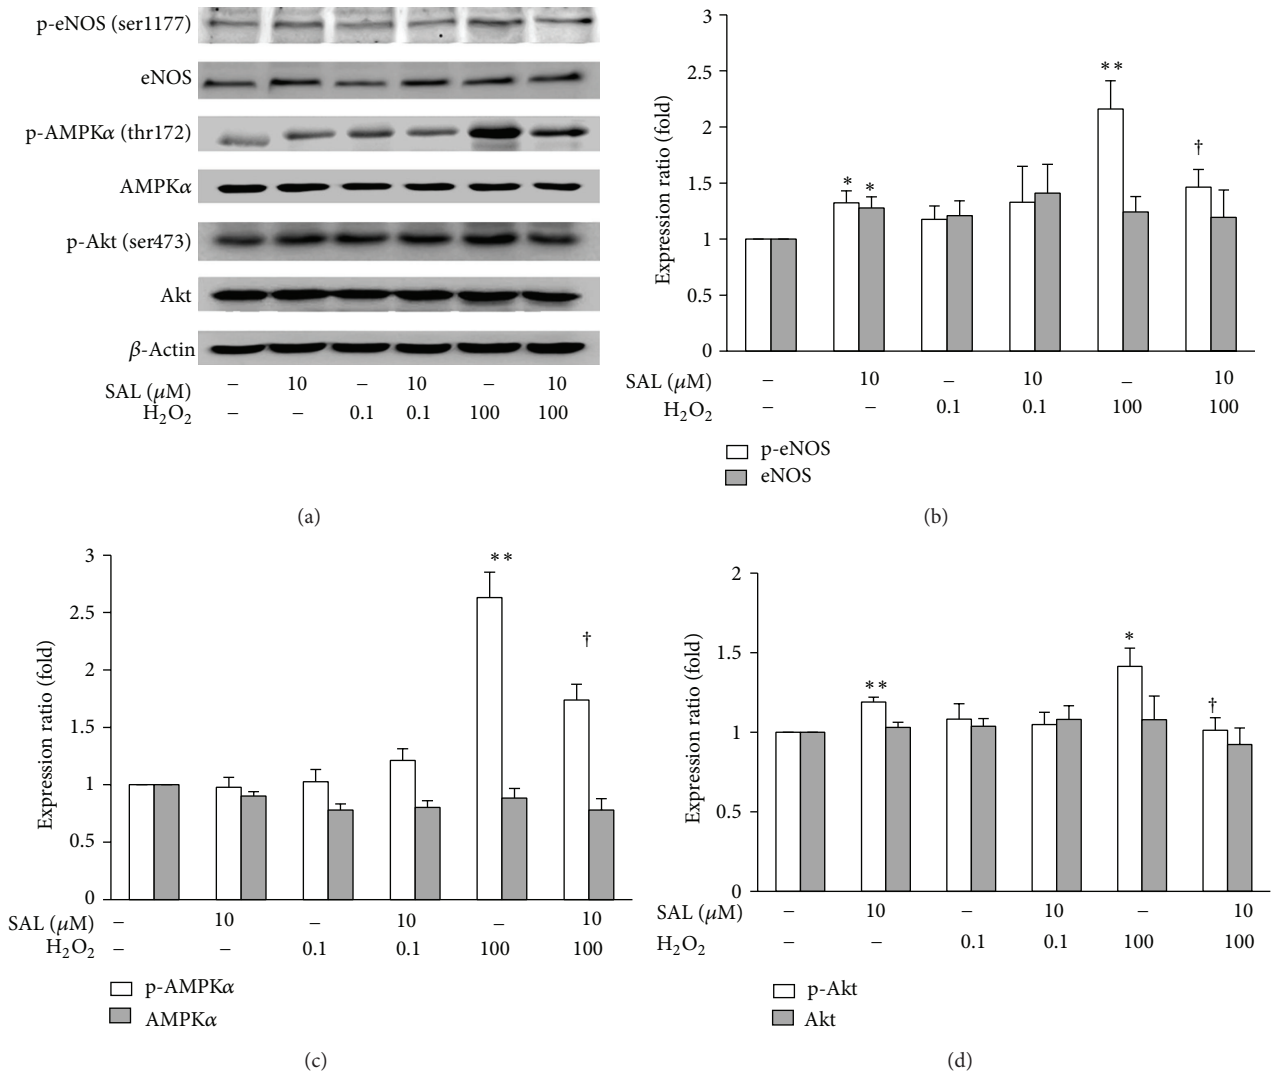 p-eNOS (ser1177)
eNOS
p-AMPKα (thr172)
AMPKα
p-Akt (ser473)
Akt
β-Actin
SAL (μM) – 10 – 10 – 10
H₂O₂ – – 0.1 0.1 100 100
(a)
Expression ratio (fold)
3
2.5
2
1.5
1
0.5
0
* * ** †
SAL (μM) – 10 – 10 – 10
H₂O₂ – – 0.1 0.1 100 100
p-eNOS
eNOS
(b)
Expression ratio (fold)
3
2.5
2
1.5
1
0.5
0
** †
SAL (μM) – 10 – 10 – 10
H₂O₂ – – 0.1 0.1 100 100
p-AMPKα
AMPKα
(c)
Expression ratio (fold)
2
1.5
1
0.5
0
** * †
SAL (μM) – 10 – 10 – 10
H₂O₂ – – 0.1 0.1 100 100
p-Akt
Akt
(d)